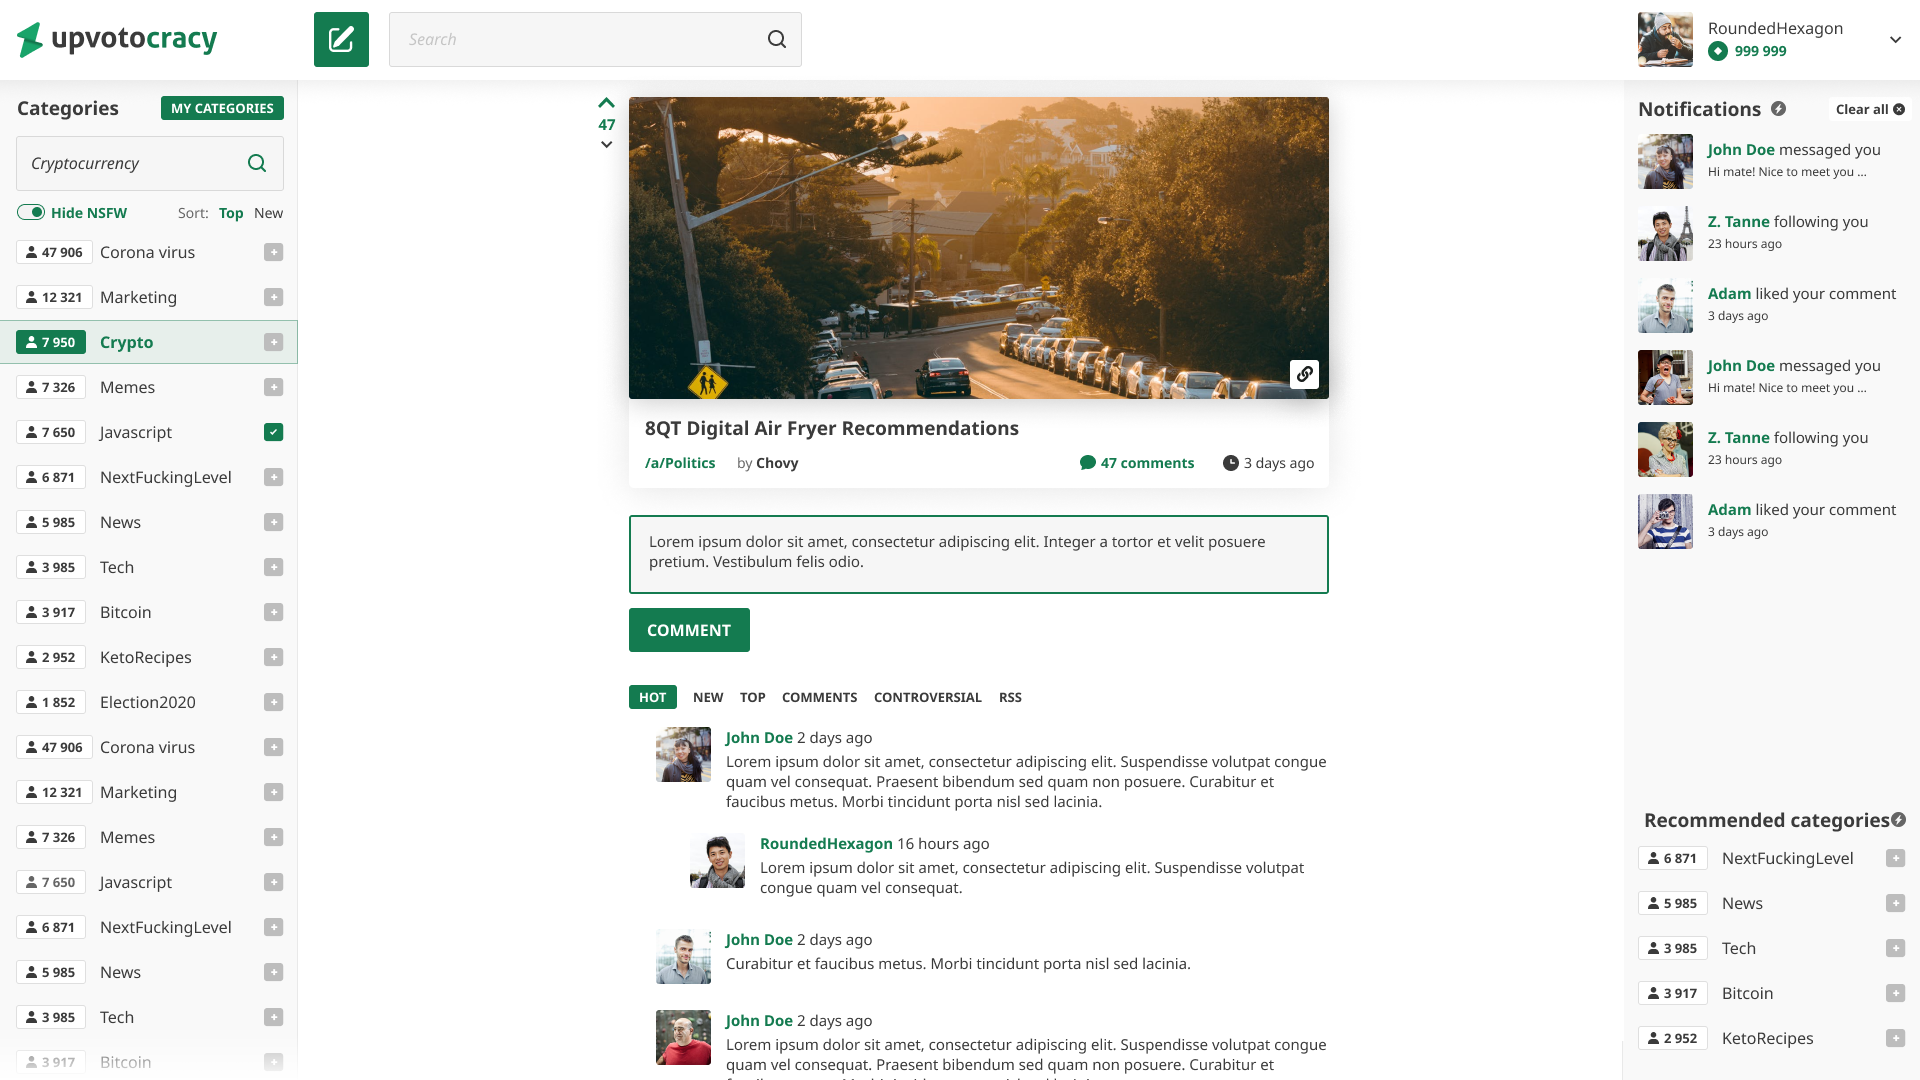 upvotocracy
Search
RoundedHexagon
999 999
Categories
MY CATEGORIES
Cryptocurrency
Hide NSFW
Sort: Top New
47 906 Corona virus
12 321 Marketing
7 950 Crypto
7 326 Memes
7 650 Javascript
6 871 NextFuckingLevel
5 985 News
3 985 Tech
3 917 Bitcoin
2 952 KetoRecipes
1 852 Election2020
47 906 Corona virus
12 321 Marketing
7 326 Memes
7 650 Javascript
6 871 NextFuckingLevel
5 985 News
3 985 Tech
3 917 Bitcoin
47
8QT Digital Air Fryer Recommendations
/a/Politics by Chovy 47 comments 3 days ago
Lorem ipsum dolor sit amet, consectetur adipiscing elit. Integer a tortor et velit posuere
pretium. Vestibulum felis odio.
COMMENT
HOT NEW TOP COMMENTS CONTROVERSIAL RSS
John Doe 2 days ago
Lorem ipsum dolor sit amet, consectetur adipiscing elit. Suspendisse volutpat congue
quam vel consequat. Praesent bibendum sed quam non posuere. Curabitur et
faucibus metus. Morbi tincidunt porta nisl sed lacinia.
RoundedHexagon 16 hours ago
Lorem ipsum dolor sit amet, consectetur adipiscing elit. Suspendisse volutpat
congue quam vel consequat.
John Doe 2 days ago
Curabitur et faucibus metus. Morbi tincidunt porta nisl sed lacinia.
John Doe 2 days ago
Lorem ipsum dolor sit amet, consectetur adipiscing elit. Suspendisse volutpat congue
quam vel consequat. Praesent bibendum sed quam non posuere. Curabitur et
Notifications
Clear all
John Doe messaged you
Hi mate! Nice to meet you ...
Z. Tanne following you
23 hours ago
Adam liked your comment
3 days ago
John Doe messaged you
Hi mate! Nice to meet you ...
Z. Tanne following you
23 hours ago
Adam liked your comment
3 days ago
Recommended categories
6 871 NextFuckingLevel
5 985 News
3 985 Tech
3 917 Bitcoin
2 952 KetoRecipes